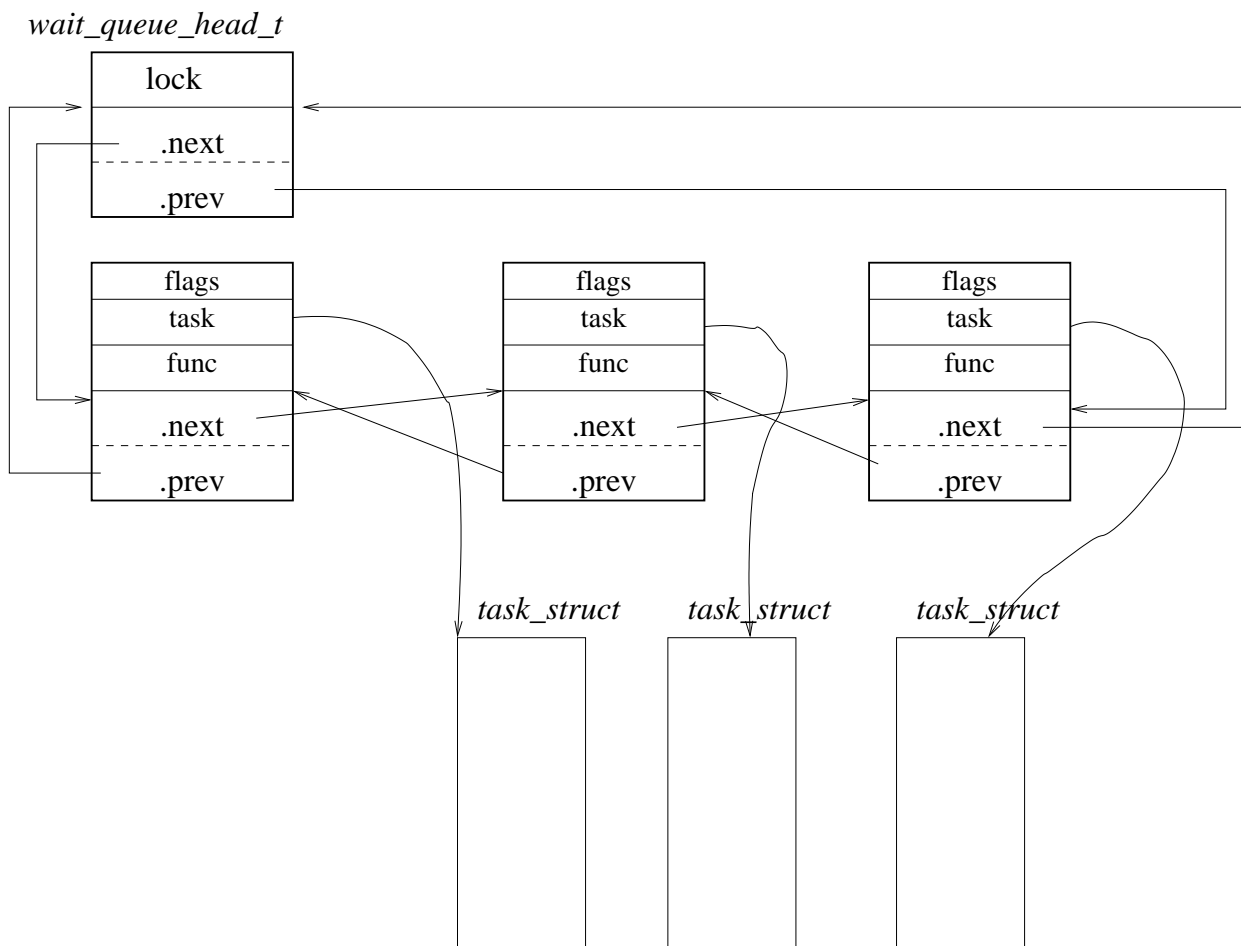 wait_queue_head_t
lock
.next
.prev
flags
task
func
.next
.prev
flags
task
func
.next
.prev
flags
task
func
.next
.prev
task_struct
task_struct
task_struct